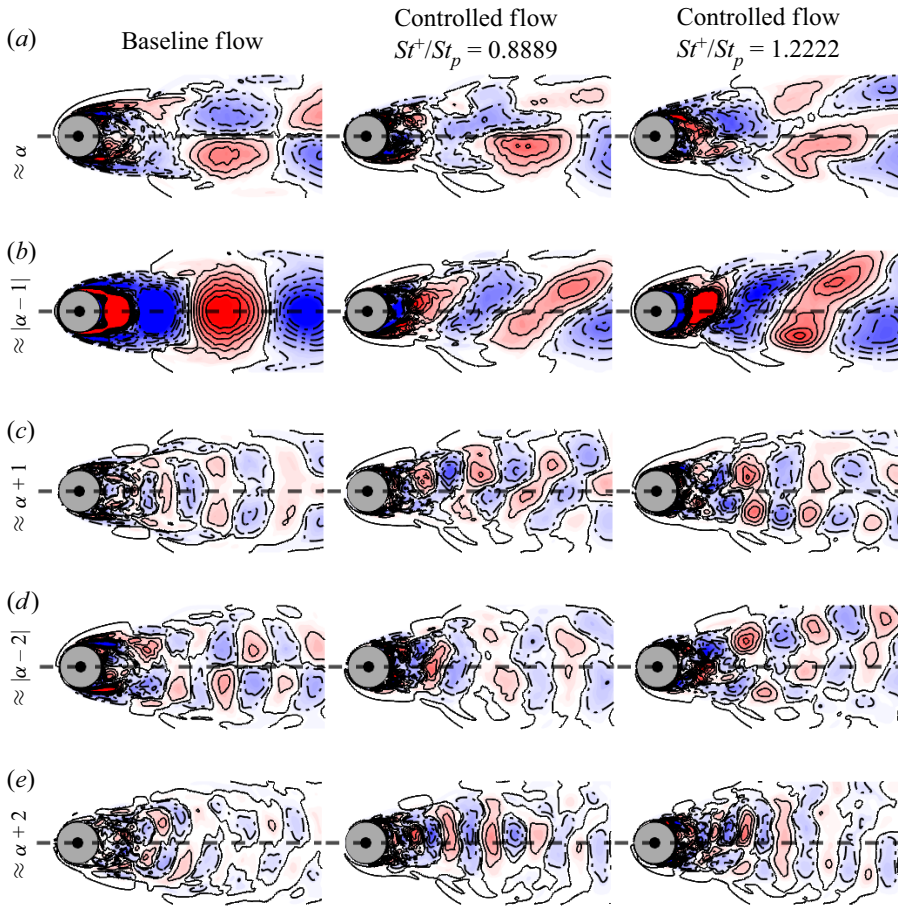 (a)
Baseline flow
Controlled flow
St⁺/Stₚ = 0.8889
Controlled flow
St⁺/Stₚ = 1.2222
≈ α
(b)
≈ |α − 1|
(c)
≈ α + 1
(d)
≈ |α − 2|
(e)
≈ α + 2